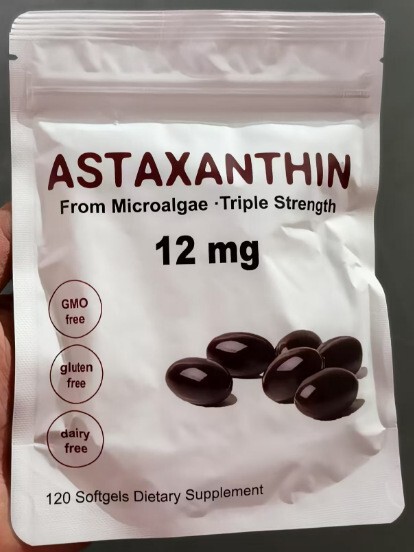 ASTAXANTHIN
From Microalgae ·Triple Strength
12 mg
GMO
free
gluten
free
dairy
free
120 Softgels Dietary Supplement